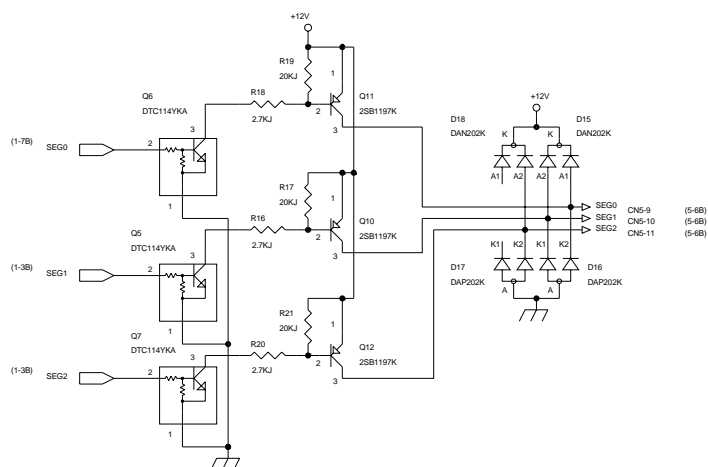 +12V
R19
20KJ
1
Q6
DTC114YKA
R18
2.7KJ
Q11
2SB1197K
2
3
+12V
D18
DAN202K
D15
DAN202K
K
K
(1-7B)
SEG0
2
3
1
A1
A2
A2
A1
R17
20KJ
1
R16
2.7KJ
Q10
2SB1197K
2
3
SEG0
CN5-9
(5-6B)
SEG1
CN5-10
(5-6B)
SEG2
CN5-11
(5-6B)
Q5
DTC114YKA
K1
K2
K1
K2
D17
DAP202K
D16
DAP202K
A
A
(1-3B)
SEG1
2
3
1
R21
20KJ
1
Q7
DTC114YKA
R20
2.7KJ
Q12
2SB1197K
2
3
(1-3B)
SEG2
2
3
1